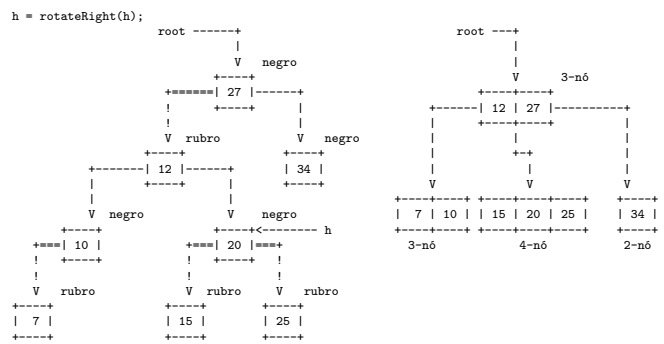 h = rotateRight(h);
root ------+ root ---+
| |
| |
V negro V 3-nó
+----+ +----+----+
+======| 27 |------+ +------| 12 | 27 |-----------+
! +----+ | | +----+----+ |
! | | | |
V rubro V negro | +-+ |
+----+ +----+ | | |
+-------| 12 |------+ | 34 | | | |
| +----+ | +----+ V V V
| | +----+----+ +----+----+----+ +----+
V negro V negro | 7 | 10 | | 15 | 20 | 25 | | 34 |
+----+ +----+<--------- h +----+----+ +----+----+----+ +----+
+===| 10 | +===| 20 |===+ 3-nó 4-nó 2-nó
! +----+ ! +----+ !
! ! !
V rubro V rubro V rubro
+----+ +----+ +----+
| 7 | | 15 | | 25 |
+----+ +----+ +----+